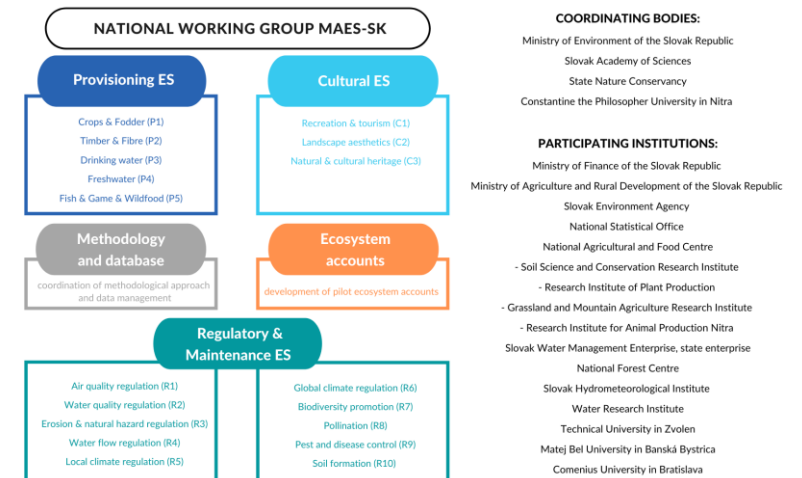 NATIONAL WORKING GROUP MAES-SK
Provisioning ES
Crops & Fodder (P1)
Timber & Fibre (P2)
Drinking water (P3)
Freshwater (P4)
Fish & Game & Wildfood (P5)
Cultural ES
Recreation & tourism (C1)
Landscape aesthetics (C2)
Natural & cultural heritage (C3)
Methodology
and database
coordination of methodological approach
and data management
Ecosystem
accounts
development of pilot ecosystem accounts
Regulatory &
Maintenance ES
Air quality regulation (R1)
Water quality regulation (R2)
Erosion & natural hazard regulation (R3)
Water flow regulation (R4)
Local climate regulation (R5)
Global climate regulation (R6)
Biodiversity promotion (R7)
Pollination (R8)
Pest and disease control (R9)
Soil formation (R10)
COORDINATING BODIES:
Ministry of Environment of the Slovak Republic
Slovak Academy of Sciences
State Nature Conservancy
Constantine the Philosopher University in Nitra
PARTICIPATING INSTITUTIONS:
Ministry of Finance of the Slovak Republic
Ministry of Agriculture and Rural Development of the Slovak Republic
Slovak Environment Agency
National Statistical Office
National Agricultural and Food Centre
- Soil Science and Conservation Research Institute
- Research Institute of Plant Production
- Grassland and Mountain Agriculture Research Institute
- Research Institute for Animal Production Nitra
Slovak Water Management Enterprise, state enterprise
National Forest Centre
Slovak Hydrometeorological Institute
Water Research Institute
Technical University in Zvolen
Matej Bel University in Banská Bystrica
Comenius University in Bratislava